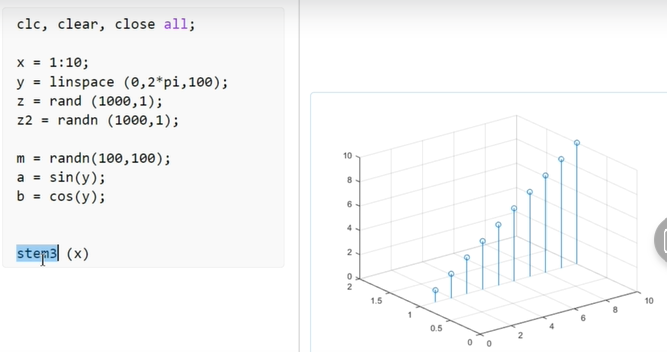 clc, clear, close all;
x = 1:10;
y = linspace (0,2*pi,100);
z = rand (1000,1);
z2 = randn (1000,1);
m = randn(100,100);
a = sin(y);
b = cos(y);
stem3 (x)
10
8
6
4
2
0
2
1.5
1
0.5
0
0
2
4
6
8
10